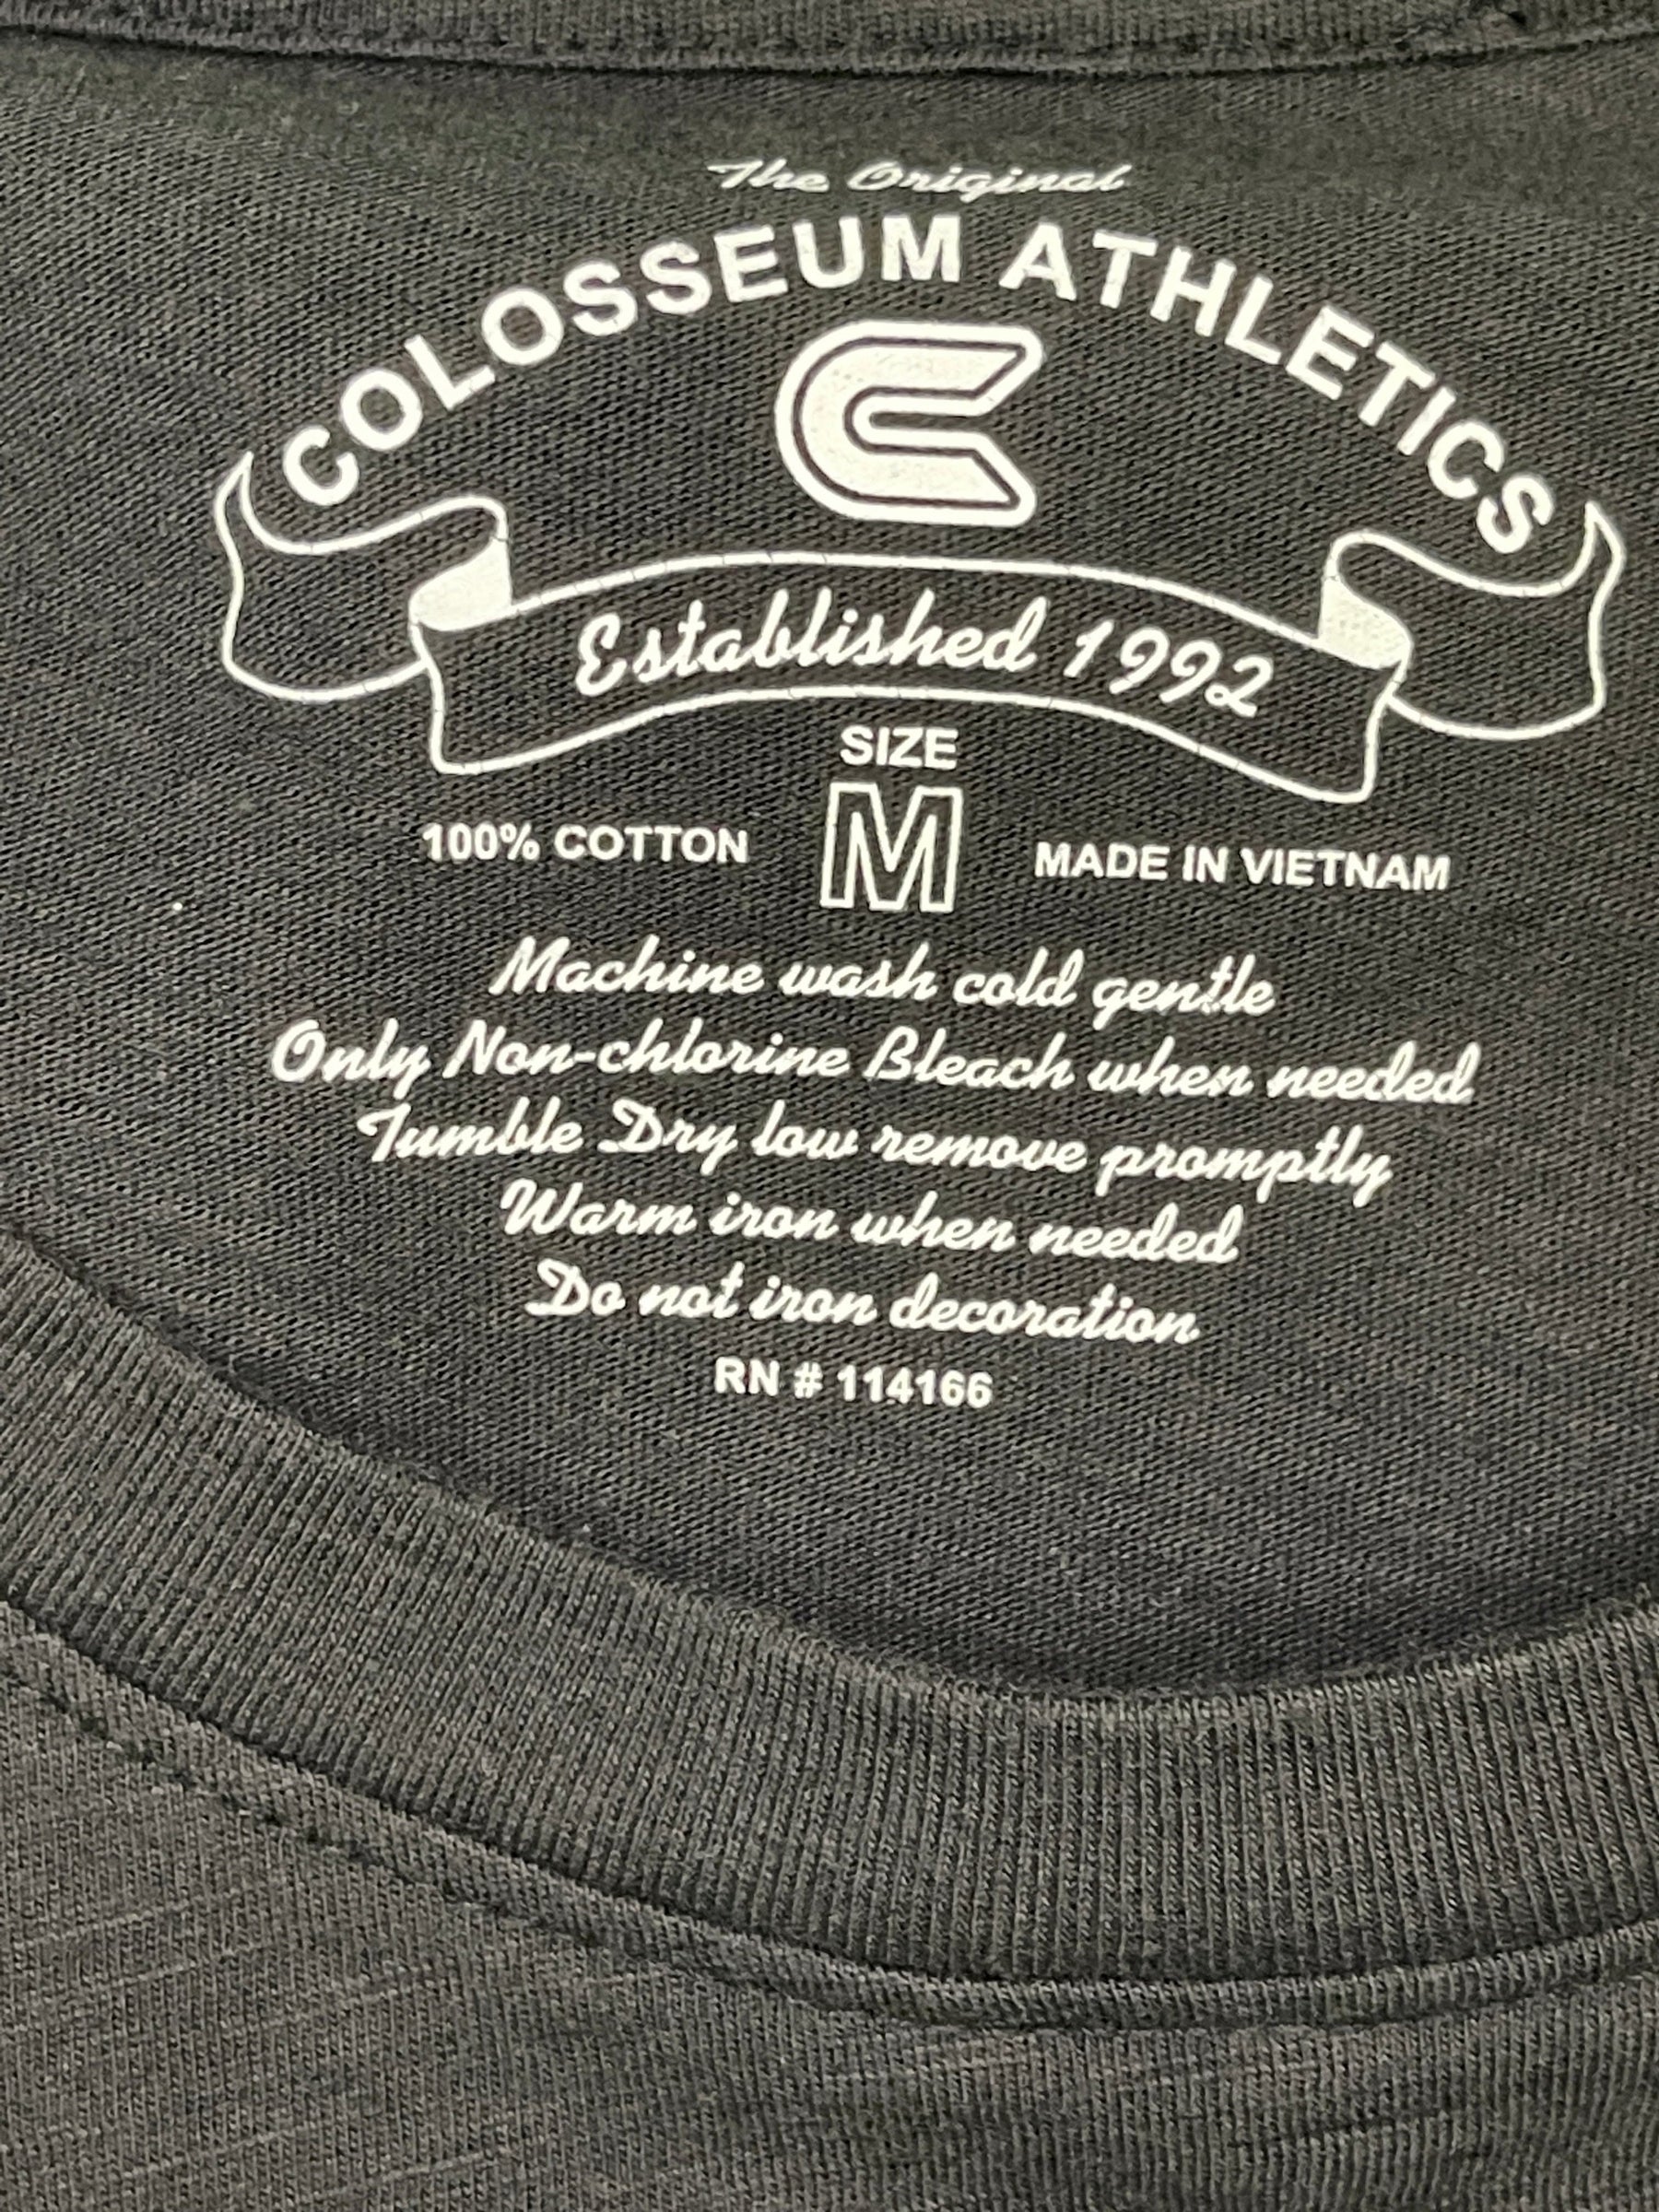 The Original
COLOSSEUM ATHLETICS
C
Established 1992
SIZE
100% COTTON M MADE IN VIETNAM
Machine wash cold gentle
Only Non-chlorine Bleach when needed
Tumble Dry low remove promptly
Warm iron when needed
Do not iron decoration
RN # 114166